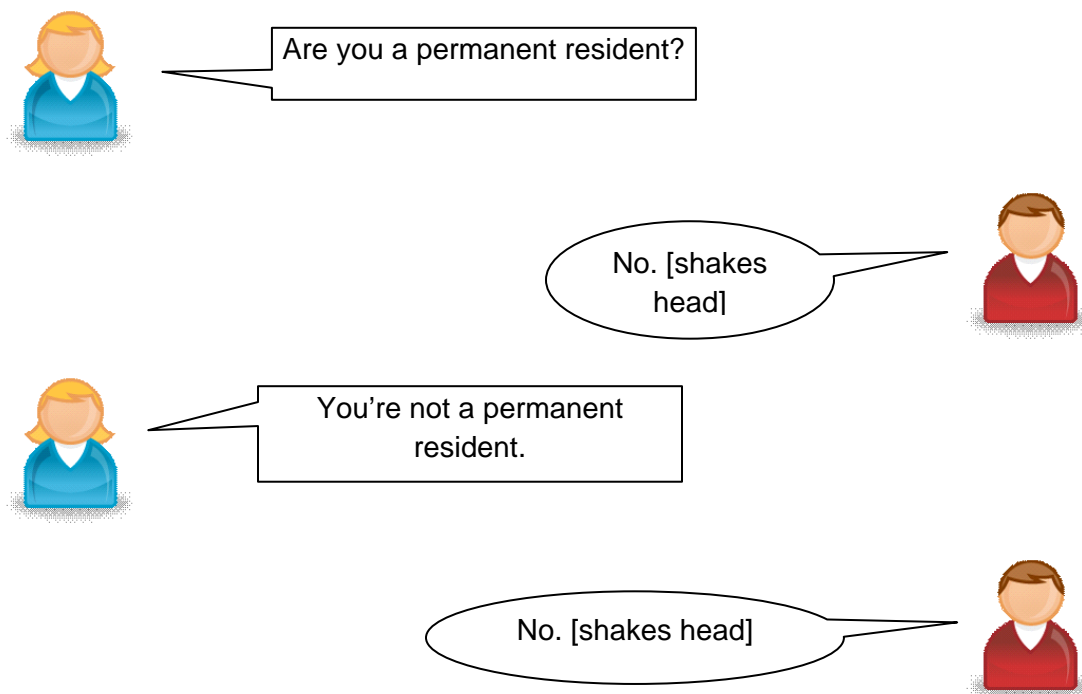 Are you a permanent resident?
No. [shakes
head]
You’re not a permanent
resident.
No. [shakes head]